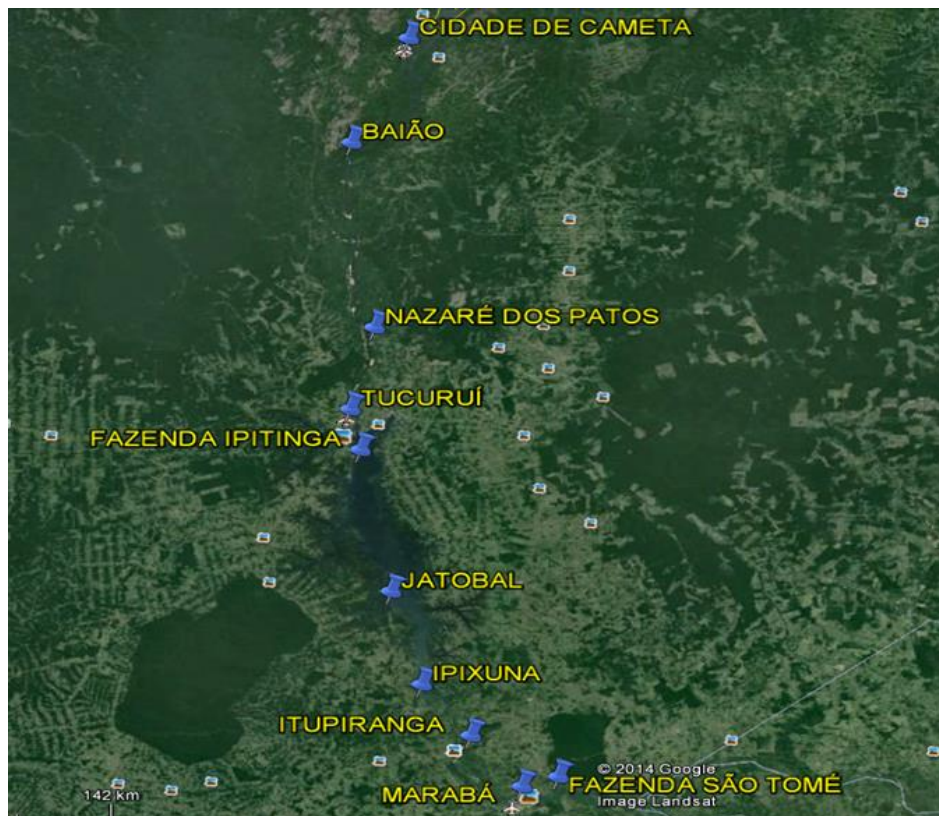 CIDADE DE CAMETA
BAIÃO
NAZARÉ DOS PATOS
TUCURUÍ
FAZENDA IPITINGA
JATOBAL
IPIXUNA
ITUPIRANGA
© 2014 Google
MARABÁ
FAZENDA SÃO TOMÉ
142 km
Image Landsat